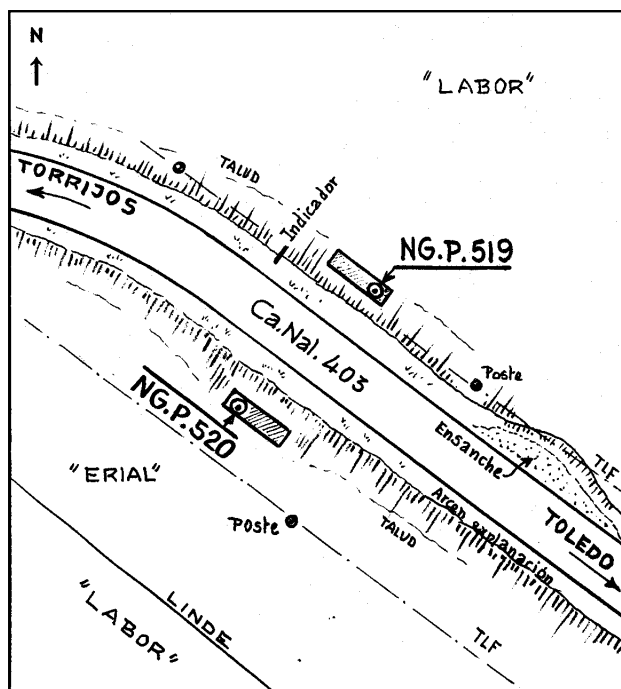 N
"LABOR"
TALUD
TORRIJOS
Indicador
NG.P.519
Ca.Nal. 403
Poste
NG.P.520
Ensanche
TLF
"ERIAL"
Arcen explanación
TOLEDO
Poste
TALUD
LINDE
TLF
"LABOR"